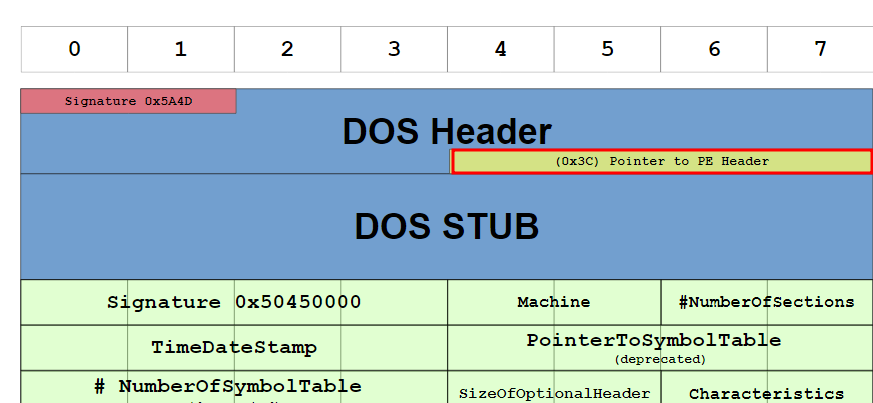 0 1 2 3 4 5 6 7
Signature 0x5A4D
DOS Header
(0x3C) Pointer to PE Header
DOS STUB
Signature 0x50450000 Machine #NumberOfSections
TimeDateStamp PointerToSymbolTable
(deprecated)
# NumberOfSymbolTable SizeOfOptionalHeader Characteristics